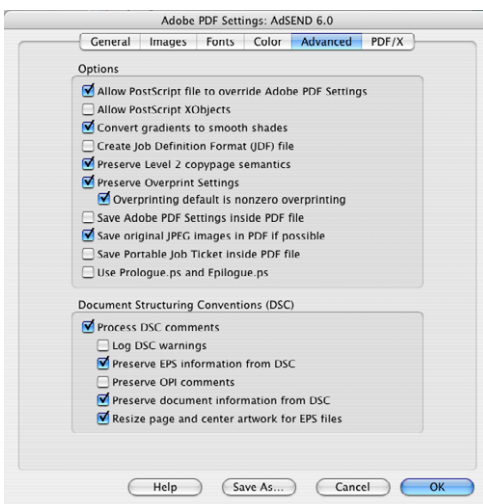 Adobe PDF Settings: AdSEND 6.0
General Images Fonts Color Advanced PDF/X
Options
Allow PostScript file to override Adobe PDF Settings
Allow PostScript XObjects
Convert gradients to smooth shades
Create Job Definition Format (JDF) file
Preserve Level 2 copypage semantics
Preserve Overprint Settings
Overprinting default is nonzero overprinting
Save Adobe PDF Settings inside PDF file
Save original JPEG images in PDF if possible
Save Portable Job Ticket inside PDF file
Use Prologue.ps and Epilogue.ps
Document Structuring Conventions (DSC)
Process DSC comments
Log DSC warnings
Preserve EPS information from DSC
Preserve OPI comments
Preserve document information from DSC
Resize page and center artwork for EPS files
Help Save As... Cancel OK